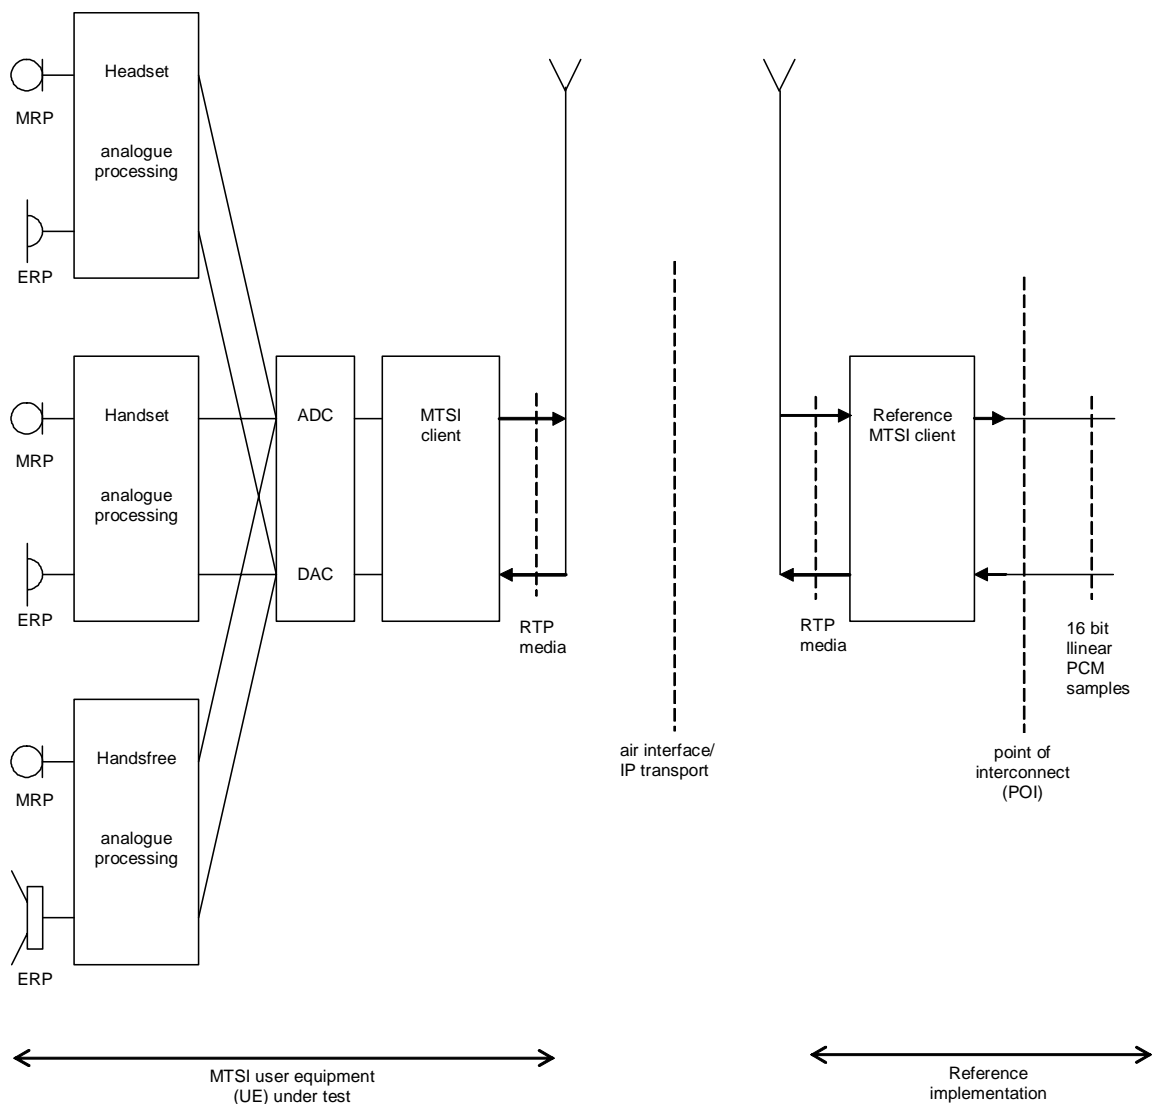 Headset
MRP
analogue
processing
ERP
Handset
MRP
analogue
processing
ERP
Handsfree
MRP
analogue
processing
ERP
ADC
DAC
MTSI
client
RTP
media
air interface/
IP transport
RTP
media
Reference
MTSI client
point of
interconnect
(POI)
16 bit
llinear
PCM
samples
MTSI user equipment
(UE) under test
Reference
implementation